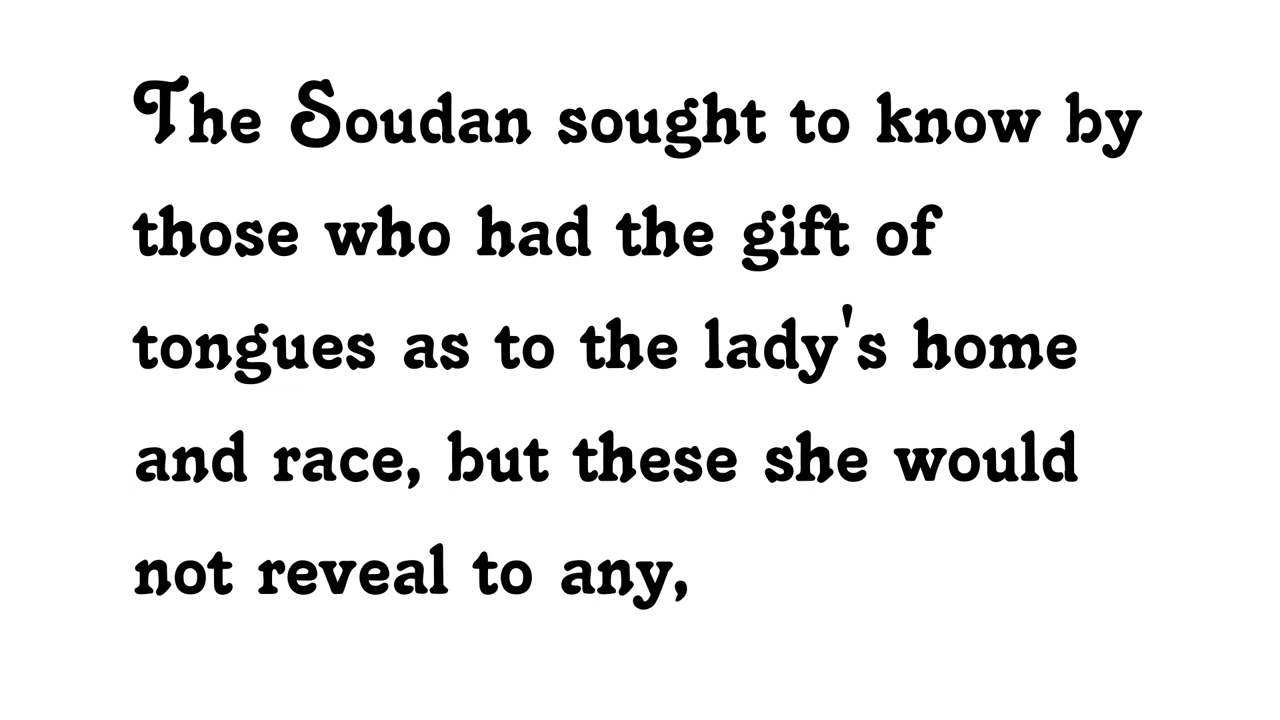 The Soudan sought to know by
those who had the gift of
tongues as to the lady's home
and race, but these she would
not reveal to any,